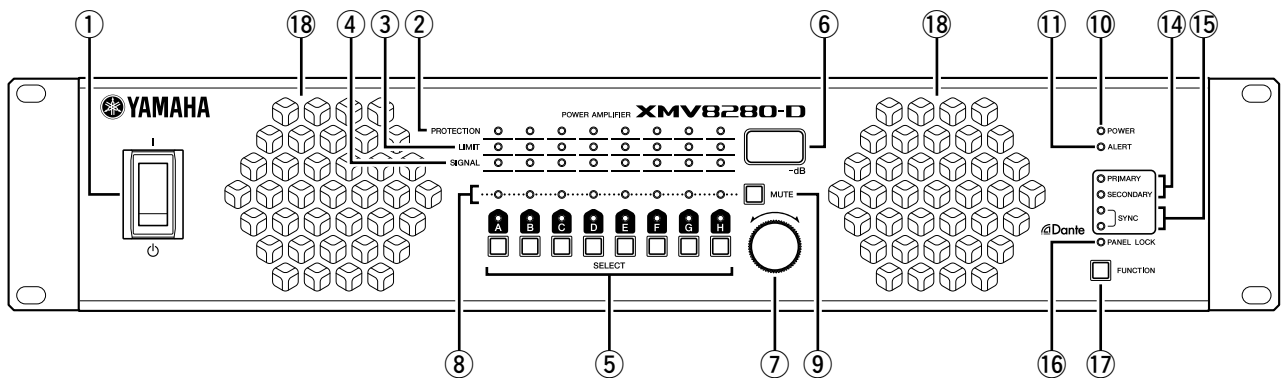 ① ⑱ ④ ③ ② ⑥ ⑱ ⑪ ⑩ ⑭ ⑮
YAMAHA
POWER AMPLIFIER XMV8280-D
I
PROTECTION
LIMIT
SIGNAL
-dB
MUTE
A B C D E F G H
SELECT
POWER
ALERT
PRIMARY
SECONDARY
SYNC
Dante
PANEL LOCK
FUNCTION
⑧ ⑤ ⑦ ⑨ ⑯ ⑰